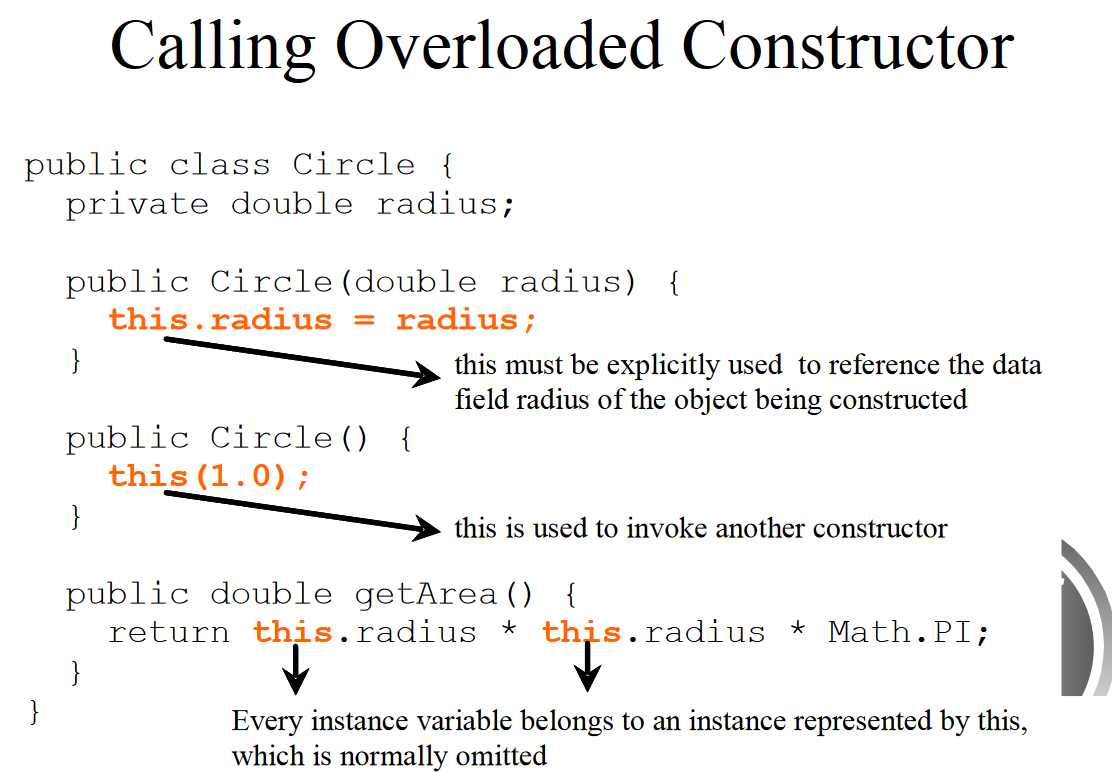 Calling Overloaded Constructor
public class Circle {
private double radius;
public Circle(double radius) {
this.radius = radius;
}
this must be explicitly used to reference the data
field radius of the object being constructed
public Circle() {
this(1.0);
}
this is used to invoke another constructor
public double getArea() {
return this.radius * this.radius * Math.PI;
}
}
Every instance variable belongs to an instance represented by this,
which is normally omitted